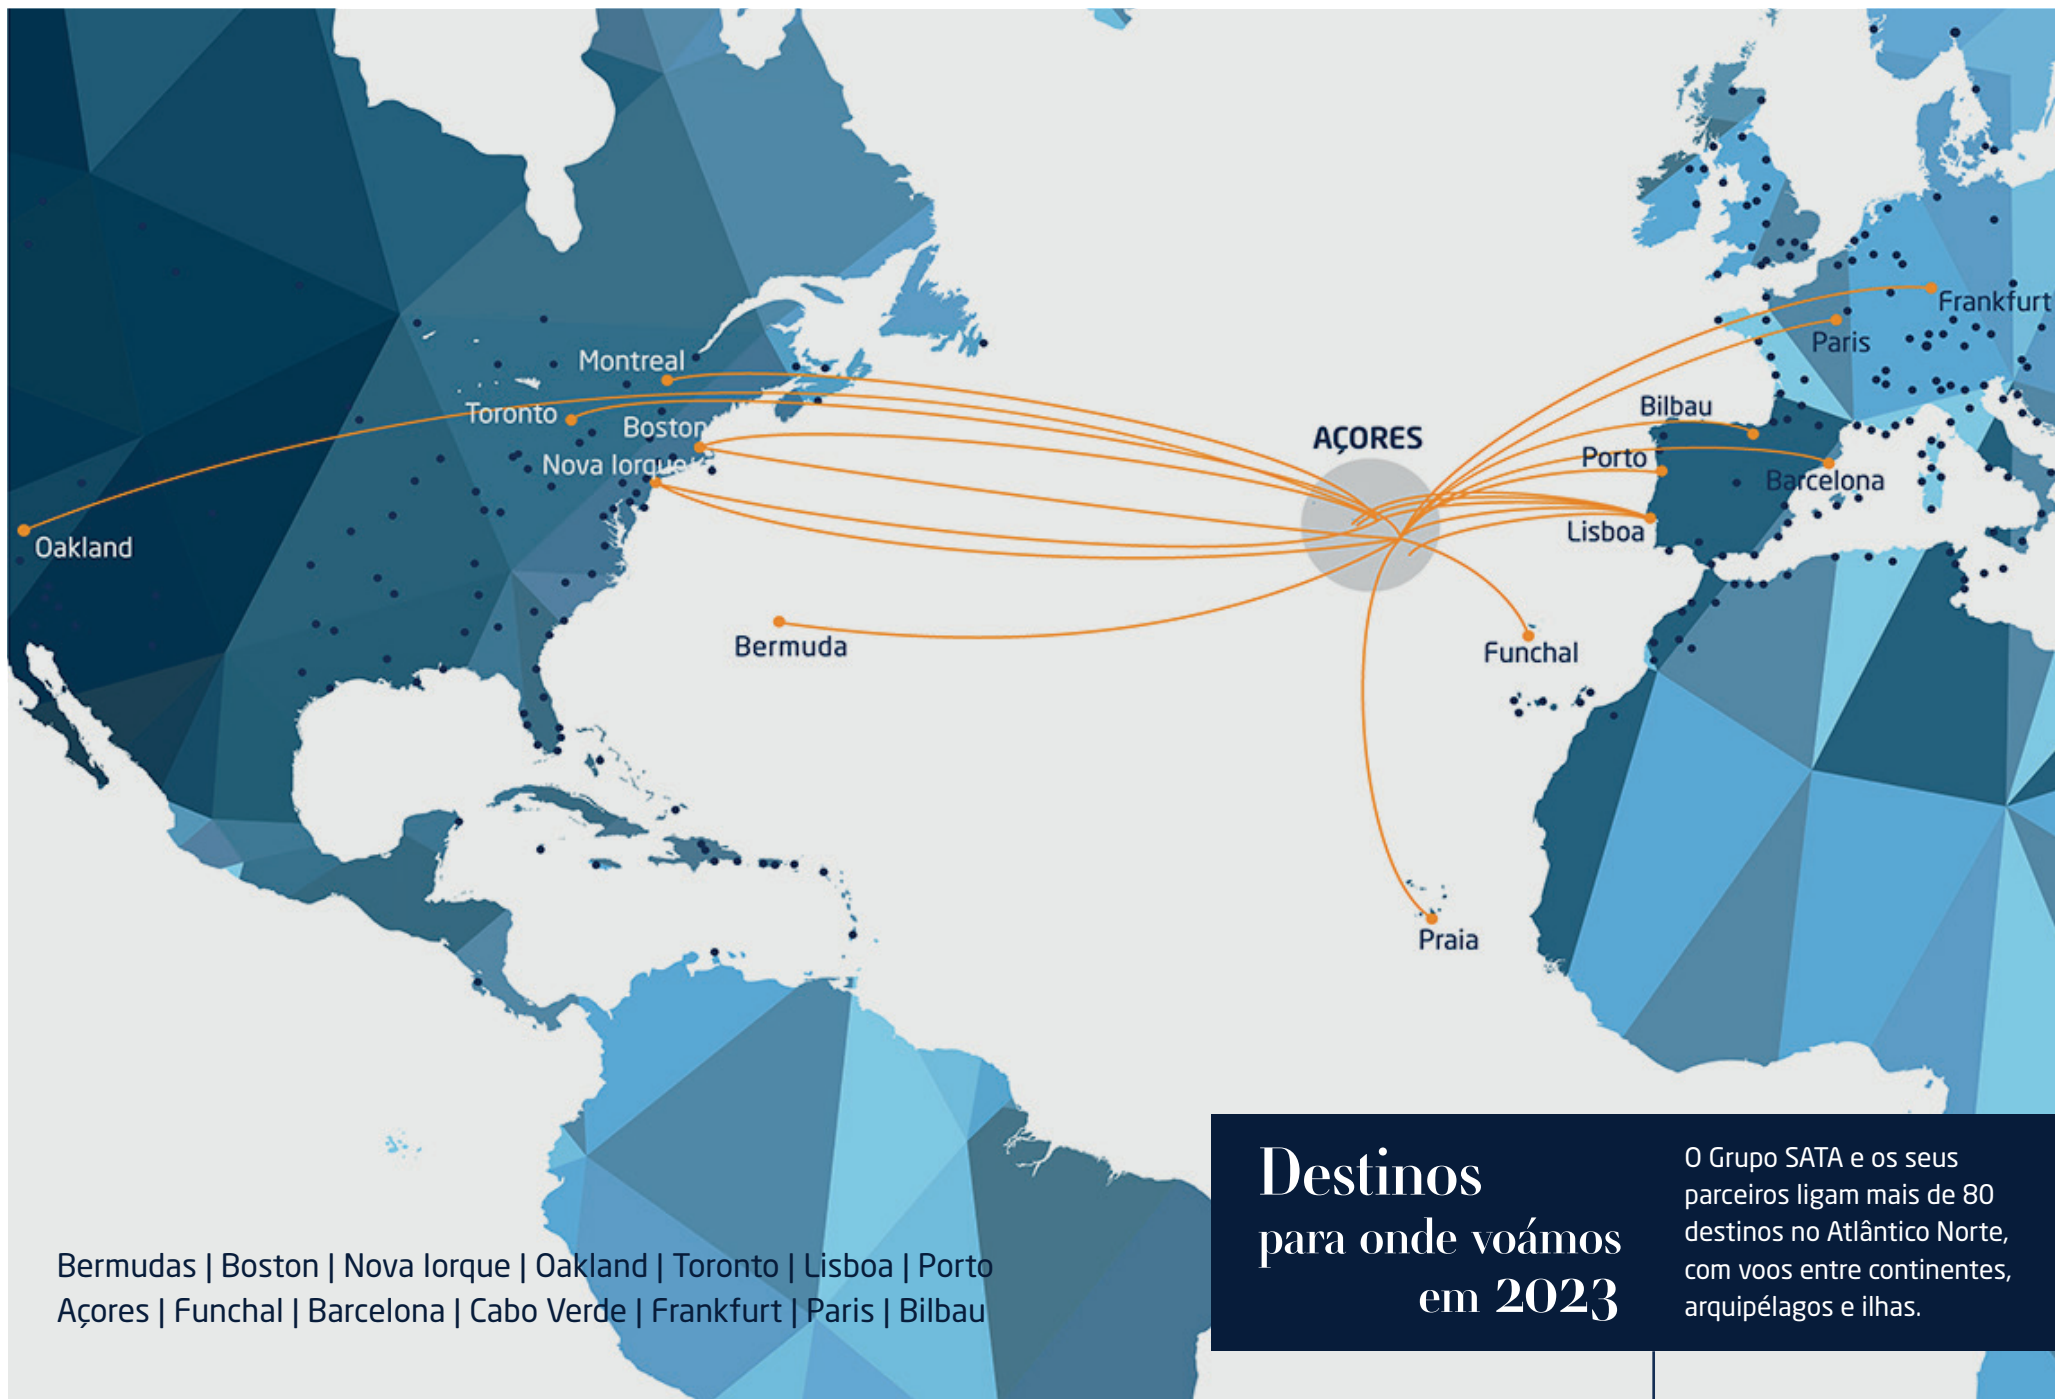 Montreal
Toronto
Boston
Nova Iorque
Oakland
Bermuda
AÇORES
Frankfurt
Paris
Bilbau
Porto
Barcelona
Lisboa
Funchal
Praia
Bermudas | Boston | Nova Iorque | Oakland | Toronto | Lisboa | Porto
Açores | Funchal | Barcelona | Cabo Verde | Frankfurt | Paris | Bilbau
Destinos
para onde voámos
em 2023
O Grupo SATA e os seus
parceiros ligam mais de 80
destinos no Atlântico Norte,
com voos entre continentes,
arquipélagos e ilhas.